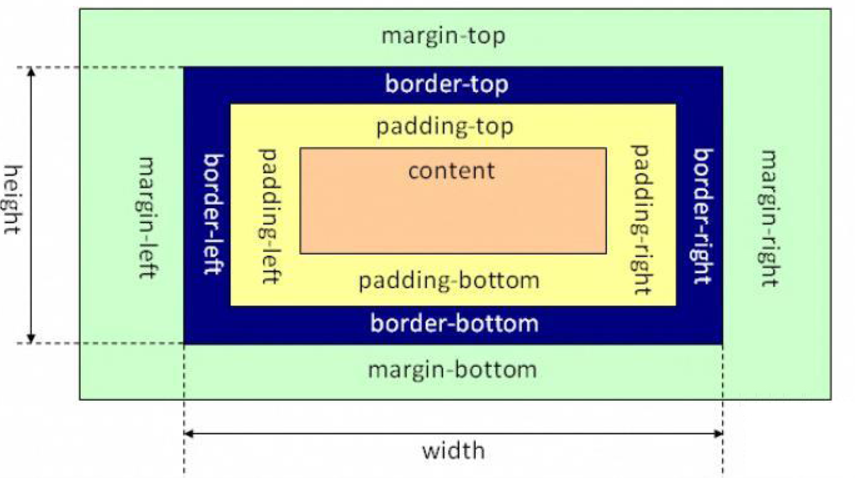 margin-top
border-top
padding-top
content
height
margin-left
border-left
padding-left
padding-right
border-right
margin-right
padding-bottom
border-bottom
margin-bottom
width